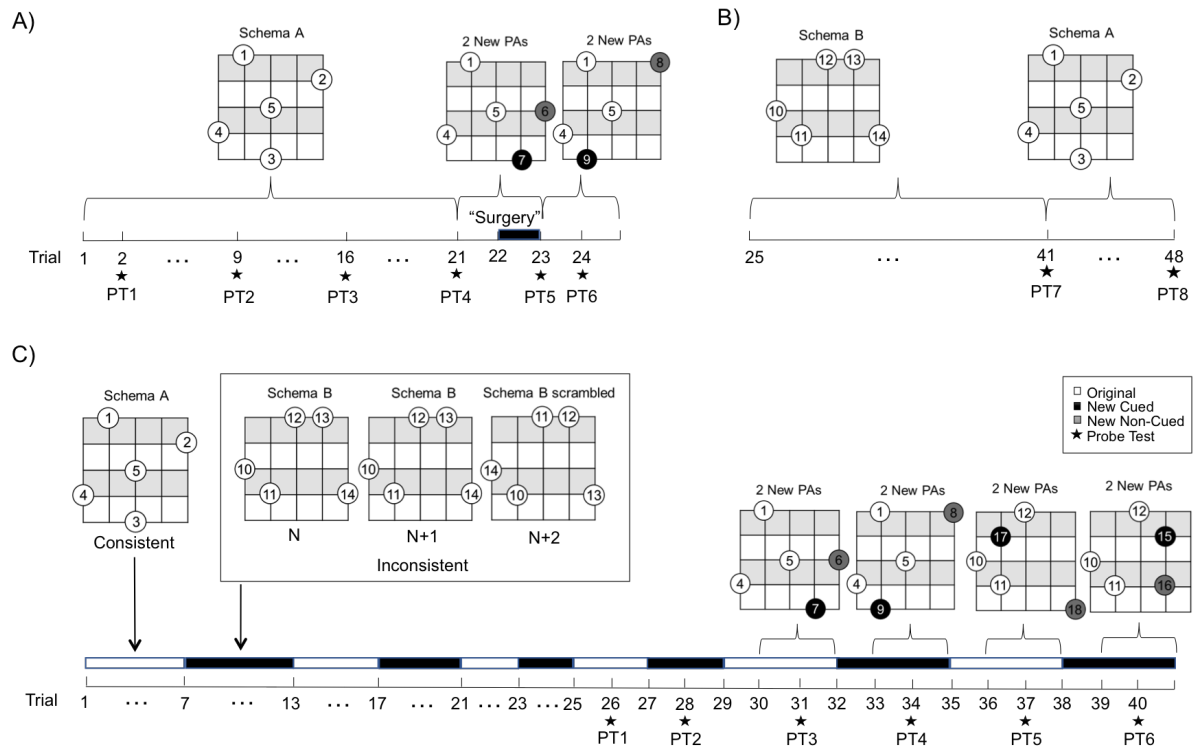 A)
Schema A
1
2
5
4
3
2 New PAs
1
5
6
4
7
2 New PAs
1
8
5
4
9
"Surgery"
Trial 1 2 ... 9 ... 16 ... 21 22 23 24
PT1 PT2 PT3 PT4 PT5 PT6
B)
Schema B
12 13
10
11 14
Schema A
1
2
5
4
3
25 ... 41 ... 48
PT7 PT8
C)
Schema A
1
2
5
4
3
Consistent
Schema B
12 13
10
11 14
N
Schema B
12 13
10
11 14
N+1
Schema B scrambled
11 12
14
10 13
N+2
Inconsistent
Original
New Cued
New Non-Cued
Probe Test
2 New PAs
1
5 6
4
7
2 New PAs
1 8
5
4
9
2 New PAs
12
17
10
11
18
2 New PAs
12
15
10
11 16
Trial 1 ... 7 ... 13 ... 17 ... 21 ... 23 ... 25 26 27 28 29 30 31 32 33 34 35 36 37 38 39 40
PT1 PT2 PT3 PT4 PT5 PT6